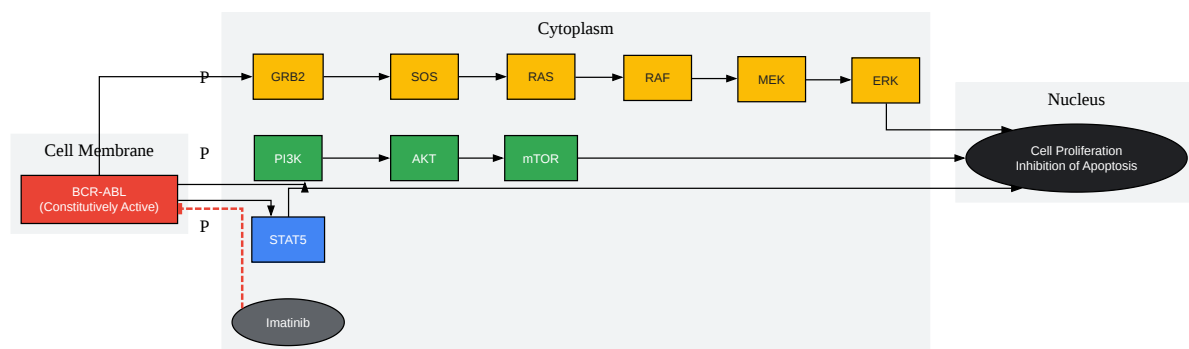 Cytoplasm
P
GRB2
SOS
RAS
RAF
MEK
ERK
Nucleus
Cell Membrane
P
PI3K
AKT
mTOR
Cell Proliferation
Inhibition of Apoptosis
BCR-ABL
(Constitutively Active)
P
STAT5
Imatinib